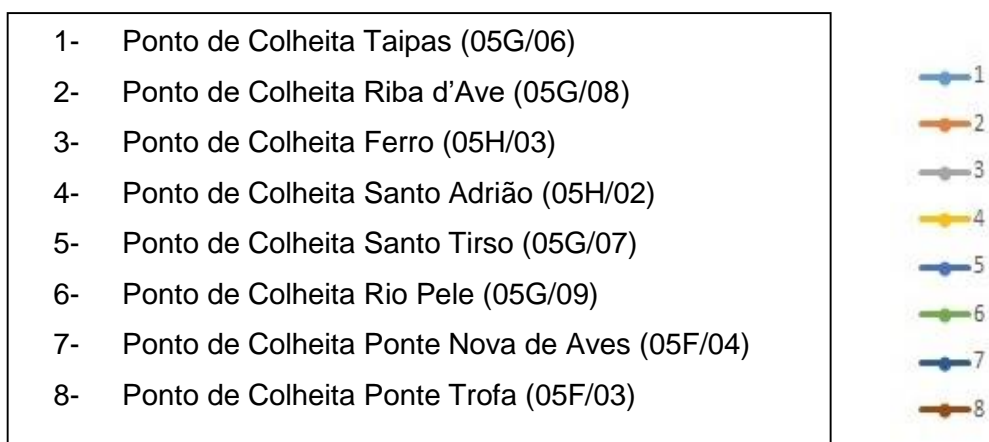 1- Ponto de Colheita Taipas (05G/06)
2- Ponto de Colheita Riba d’Ave (05G/08)
3- Ponto de Colheita Ferro (05H/03)
4- Ponto de Colheita Santo Adrião (05H/02)
5- Ponto de Colheita Santo Tirso (05G/07)
6- Ponto de Colheita Rio Pele (05G/09)
7- Ponto de Colheita Ponte Nova de Aves (05F/04)
8- Ponto de Colheita Ponte Trofa (05F/03)
1
2
3
4
5
6
7
8